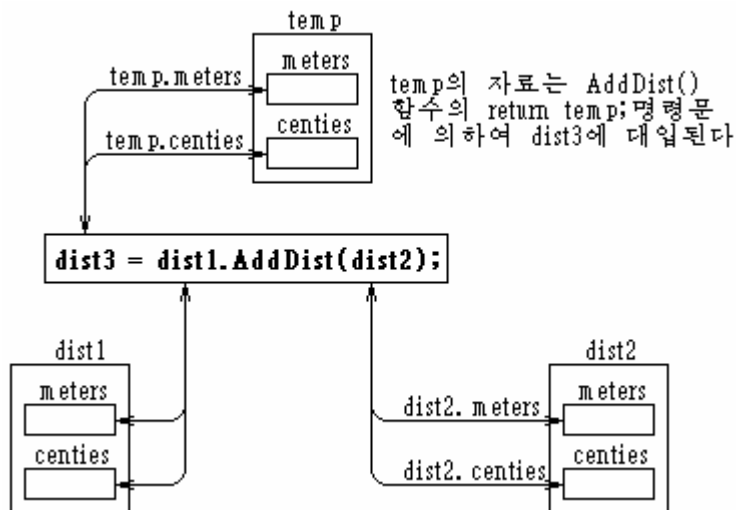 temp
meters
temp.meters
centies
temp.centies
temp의 자료는 AddDist()
함수의 return temp;명령문
에 의하여 dist3에 대입된다
dist3 = dist1.AddDist(dist2);
dist1
meters
centies
dist2
dist2. meters
meters
dist2. centies
centies